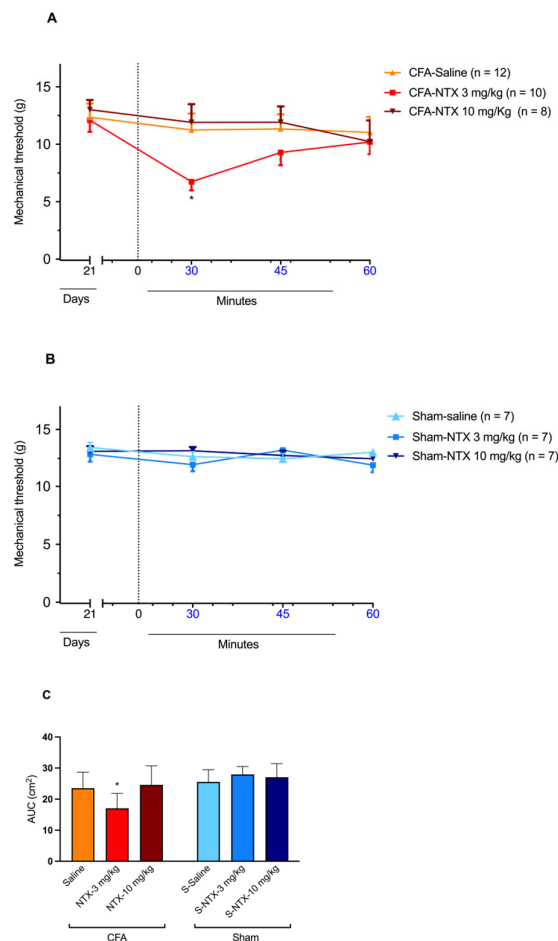 A
CFA-Saline (n = 12)
CFA-NTX 3 mg/kg (n = 10)
CFA-NTX 10 mg/Kg (n = 8)
Mechanical threshold (g)
15
10
5
0
21 0 30 45 60
Days Minutes
B
Sham-saline (n = 7)
Sham-NTX 3 mg/kg (n = 7)
Sham-NTX 10 mg/kg (n = 7)
Mechanical threshold (g)
15
10
5
0
21 0 30 45 60
Days Minutes
C
AUC (cm²)
40
30
20
10
0
*
Saline NTX-3 mg/kg NTX-10 mg/kg S-Saline S-NTX-3 mg/kg S-NTX-10 mg/kg
CFA Sham